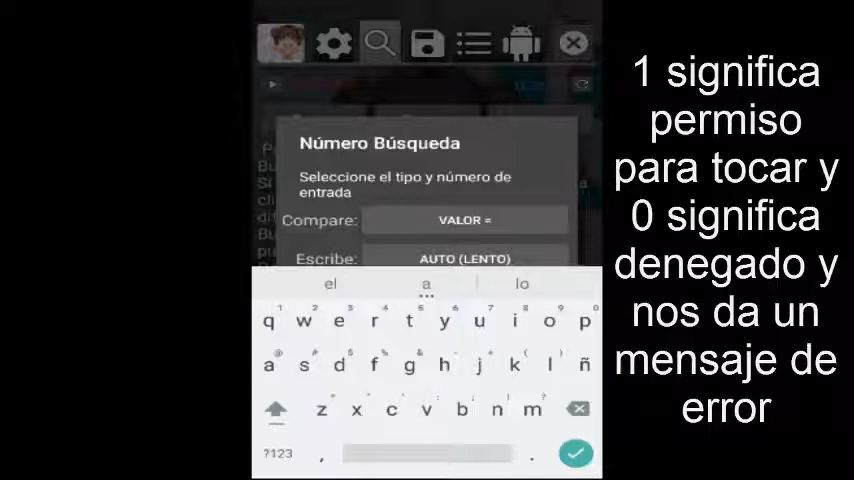 Número Búsqueda
Seleccione el tipo y número de
entrada
Compare: VALOR =
Escribe: AUTO (LENTO)
el a lo
q w e r t y u i o p
a s d f g h j k l ñ
z x c v b n m
?123 , .
1 significa
permiso
para tocar y
0 significa
denegado y
nos da un
mensaje de
error